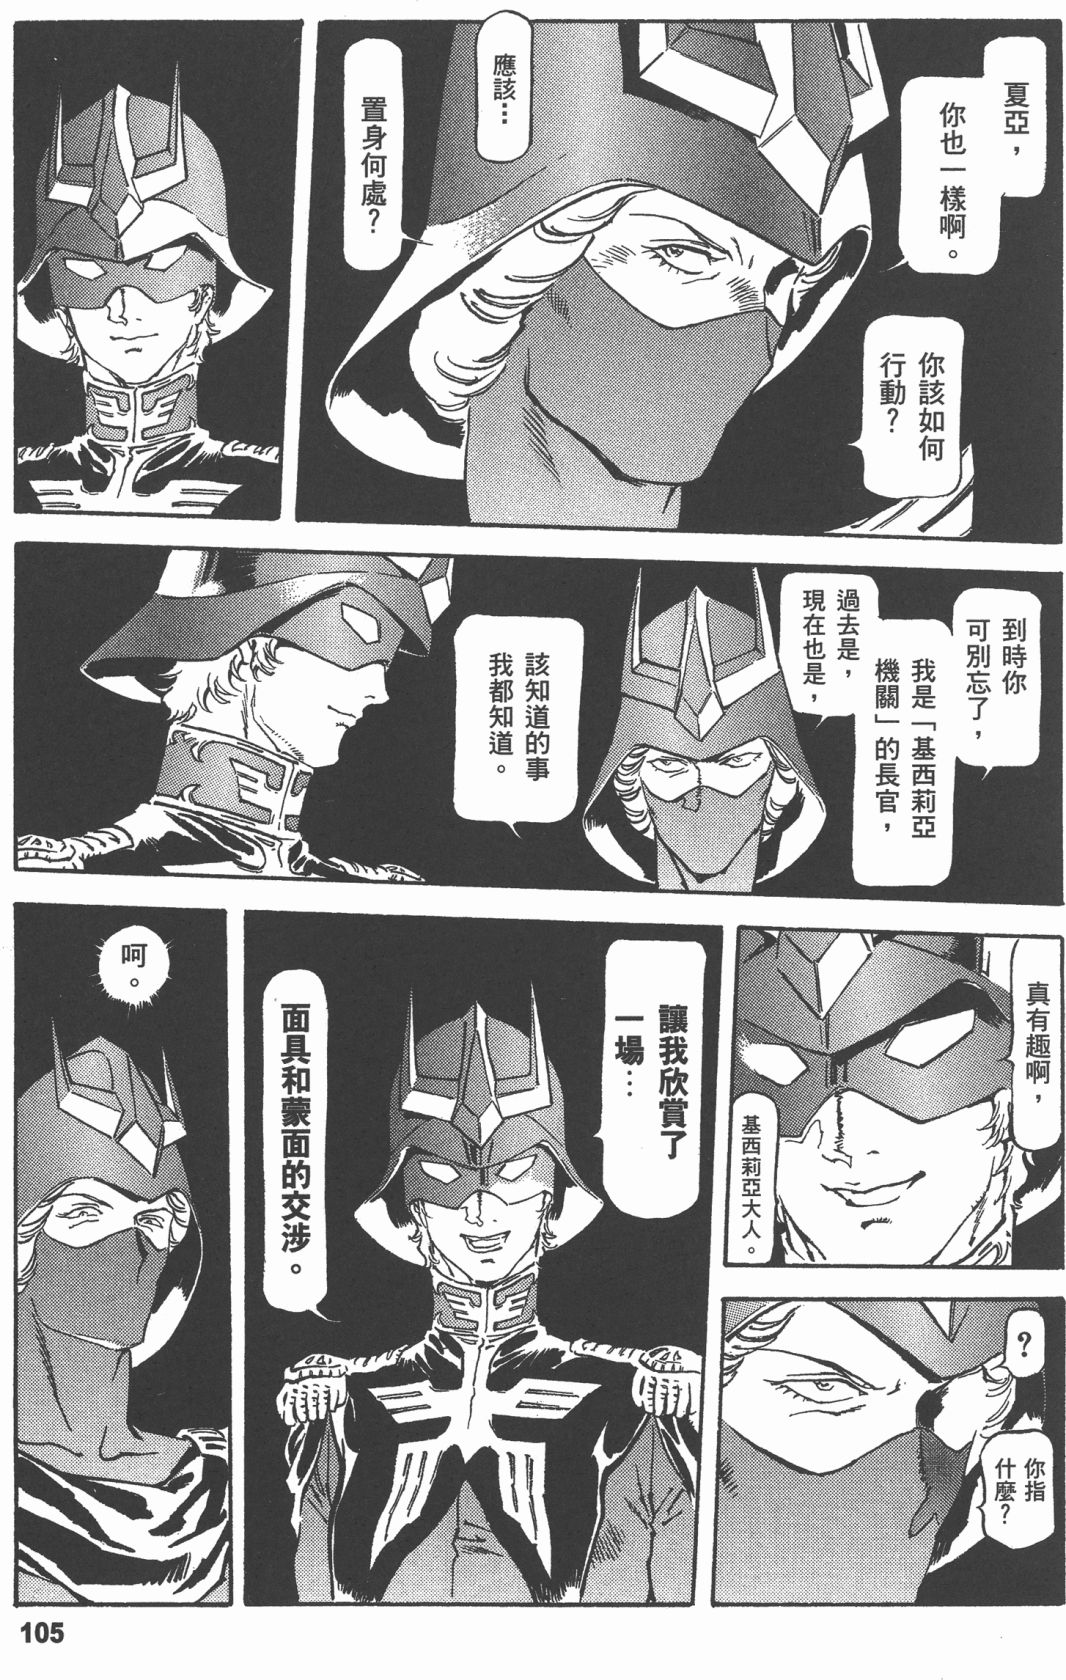 夏亞，
你也一樣啊。
你該如何
行動？
應該…
置身何處？
到時你
可別忘了，
我是「基西莉亞
機關」的長官，
過去是，
現在也是，
該知道的事
我都知道。
真有趣啊，
基西莉亞大人。
？
你指
什麼？
讓我欣賞了
一場…
面具和蒙面的交涉。
呵。
105